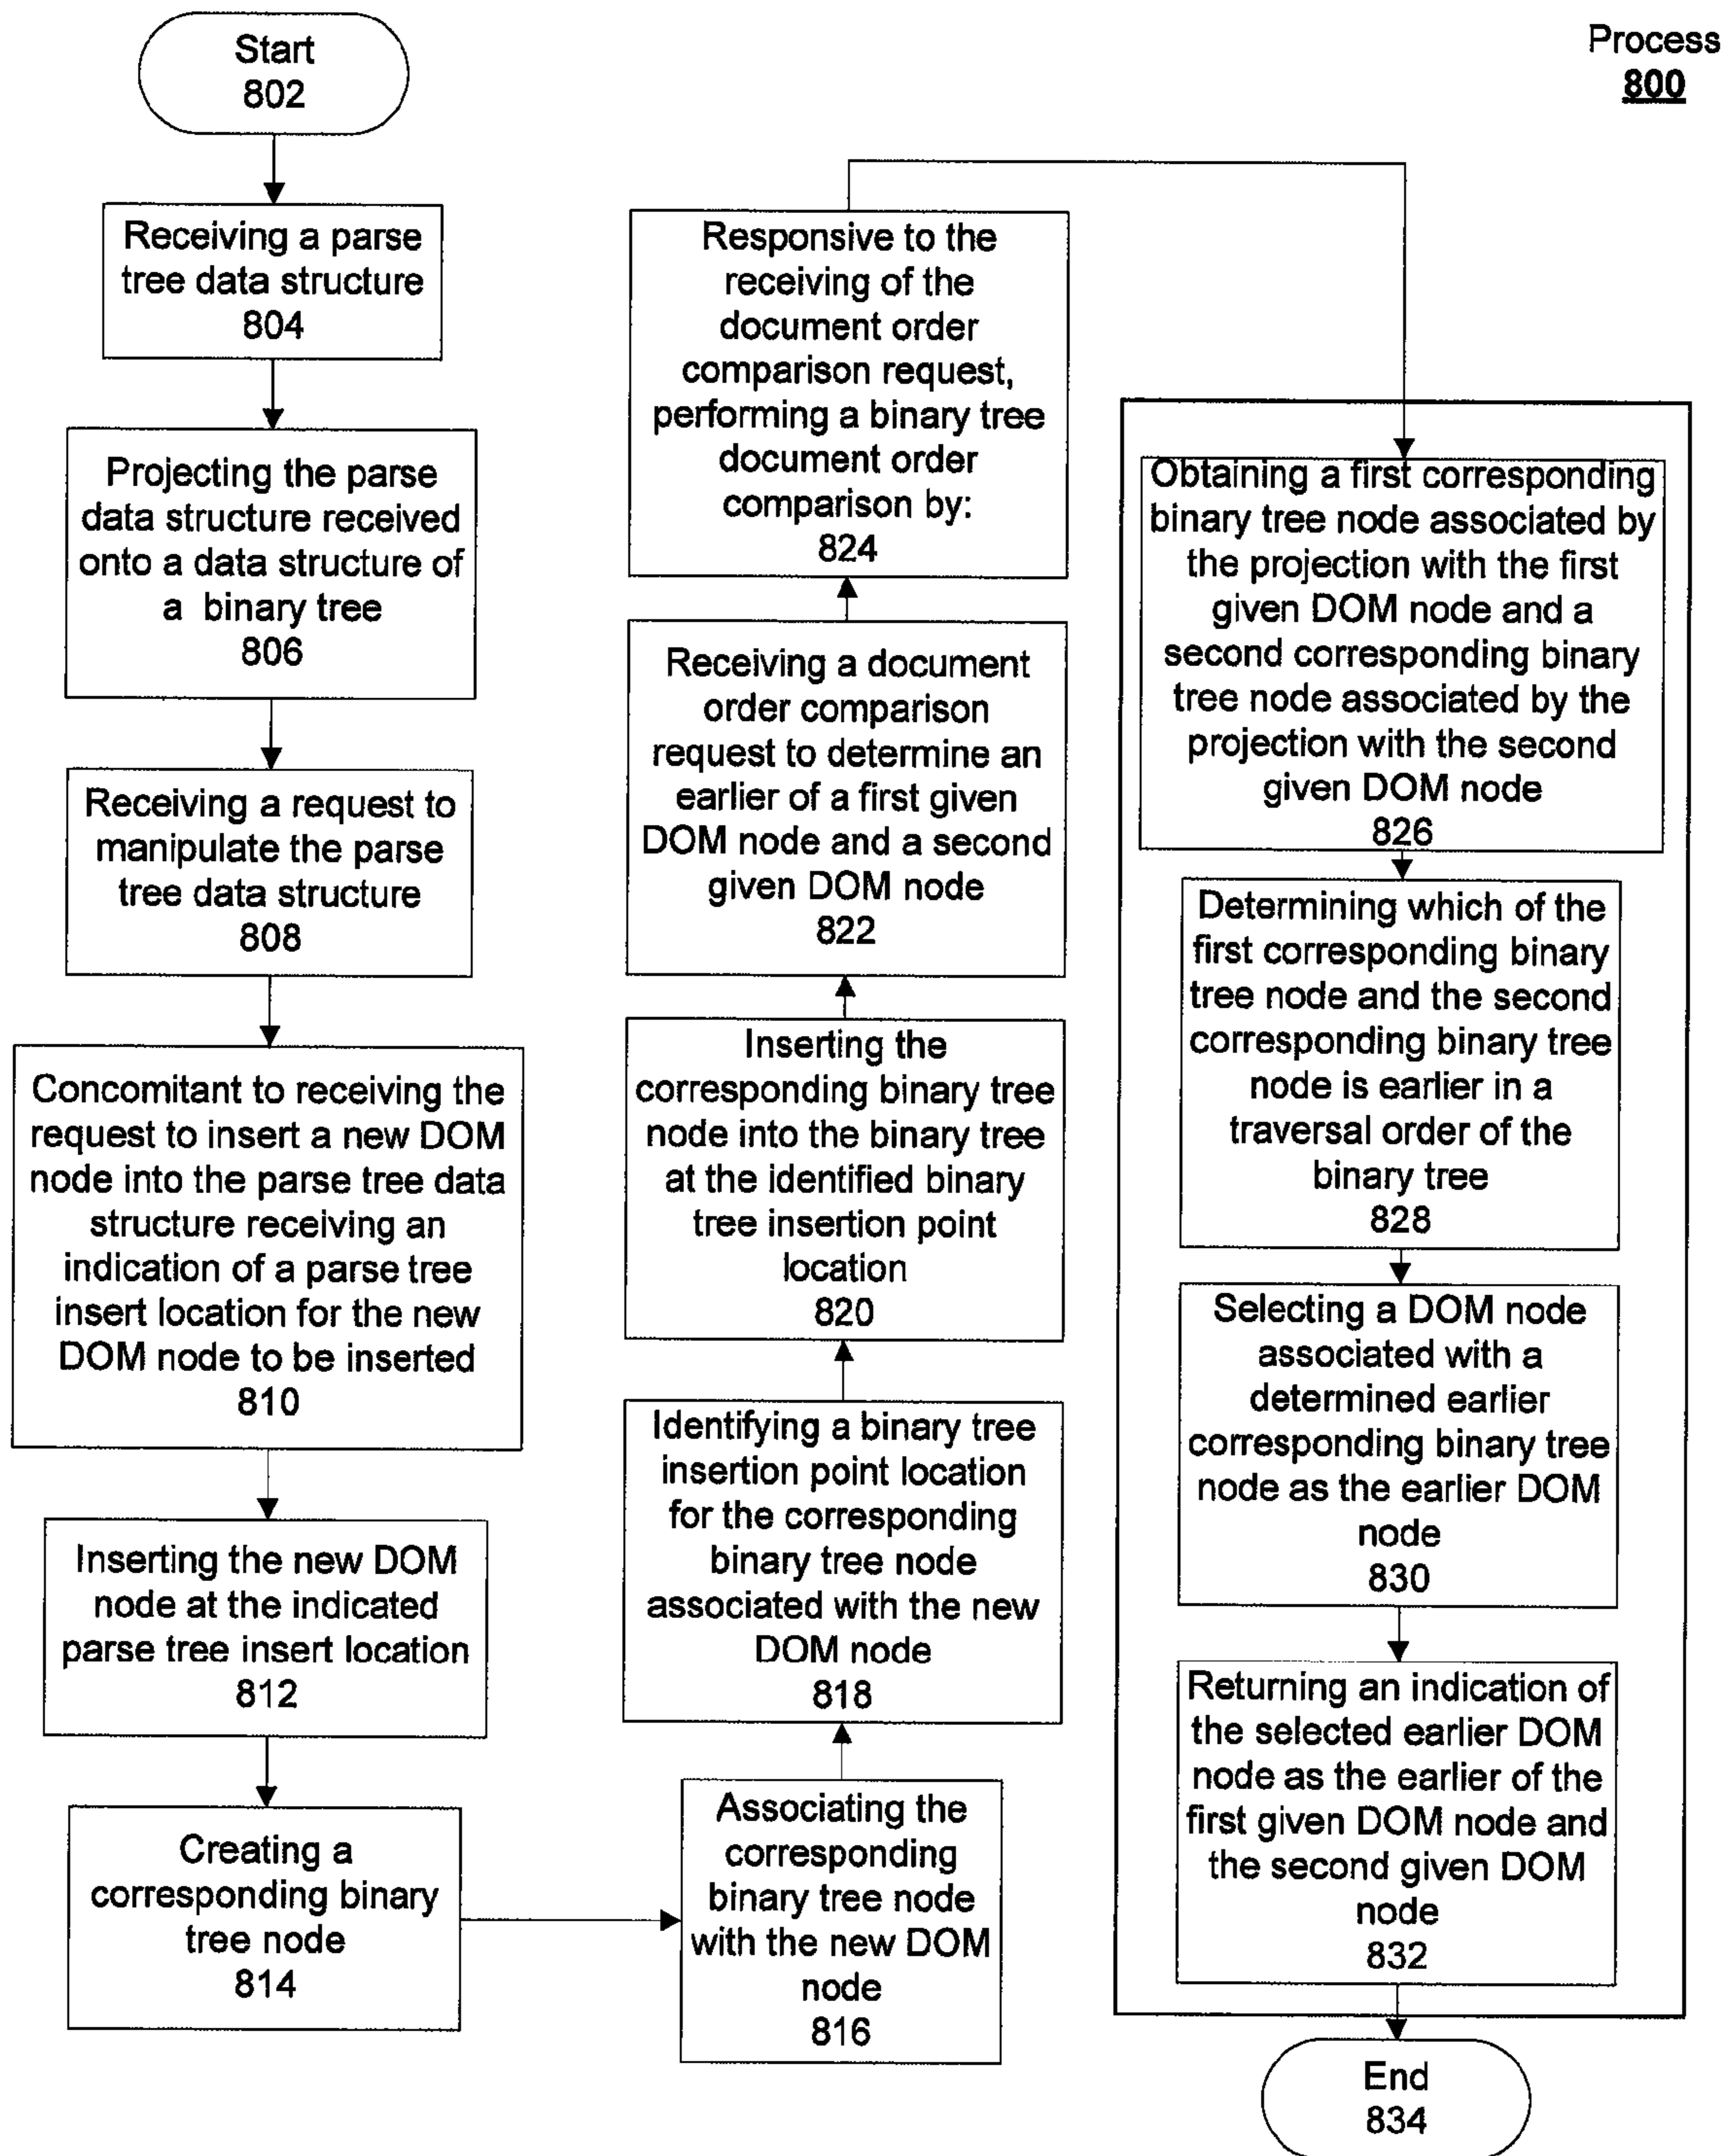 Process
800
Start
802
Receiving a parse
tree data structure
804
Projecting the parse
data structure received
onto a data structure of
a binary tree
806
Receiving a request to
manipulate the parse
tree data structure
808
Concomitant to receiving the
request to insert a new DOM
node into the parse tree data
structure receiving an
indication of a parse tree
insert location for the new
DOM node to be inserted
810
Inserting the new DOM
node at the indicated
parse tree insert location
812
Creating a
corresponding binary
tree node
814
Associating the
corresponding
binary tree node
with the new DOM
node
816
Identifying a binary tree
insertion point location
for the corresponding
binary tree node
associated with the new
DOM node
818
Inserting the
corresponding binary tree
node into the binary tree
at the identified binary
tree insertion point
location
820
Receiving a document
order comparison
request to determine an
earlier of a first given
DOM node and a second
given DOM node
822
Responsive to the
receiving of the
document order
comparison request,
performing a binary tree
document order
comparison by:
824
Obtaining a first corresponding
binary tree node associated by
the projection with the first
given DOM node and a
second corresponding binary
tree node associated by the
projection with the second
given DOM node
826
Determining which of the
first corresponding binary
tree node and the second
corresponding binary tree
node is earlier in a
traversal order of the
binary tree
828
Selecting a DOM node
associated with a
determined earlier
corresponding binary tree
node as the earlier DOM
node
830
Returning an indication of
the selected earlier DOM
node as the earlier of the
first given DOM node and
the second given DOM
node
832
End
834